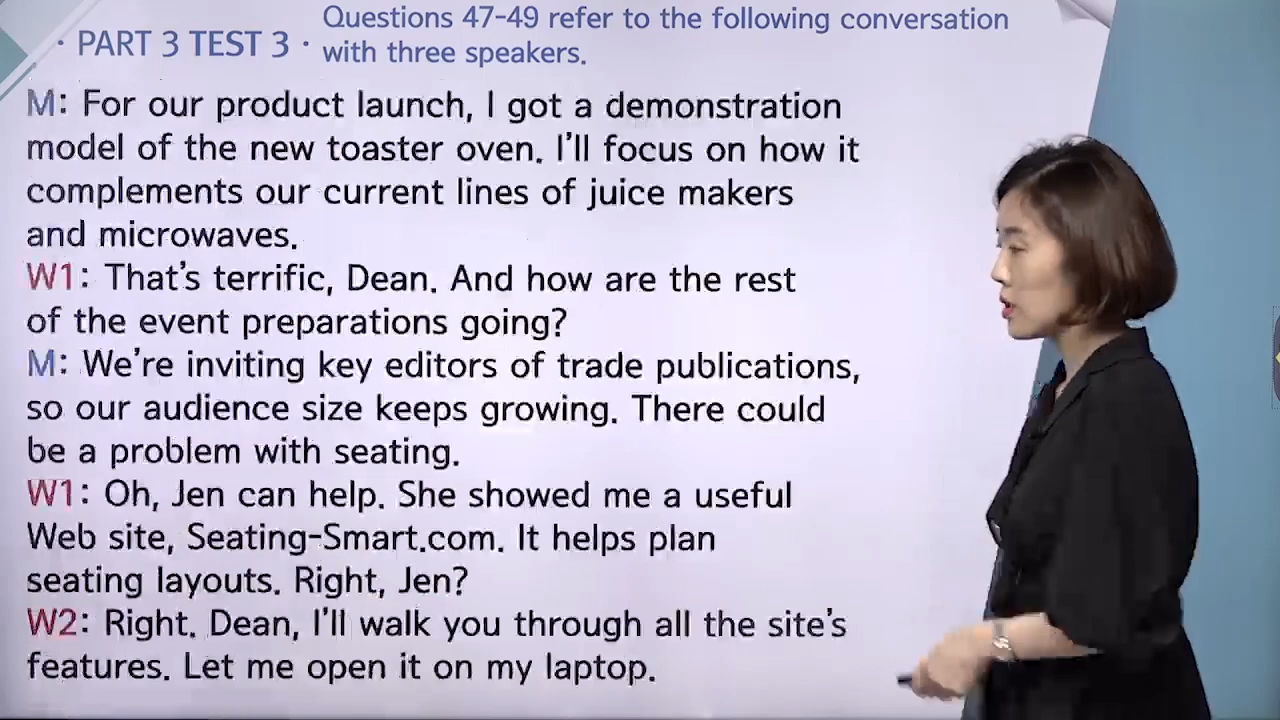 · PART 3 TEST 3 ·
Questions 47-49 refer to the following conversation
with three speakers.
M: For our product launch, I got a demonstration
model of the new toaster oven. I'll focus on how it
complements our current lines of juice makers
and microwaves.
W1: That's terrific, Dean. And how are the rest
of the event preparations going?
M: We're inviting key editors of trade publications,
so our audience size keeps growing. There could
be a problem with seating.
W1: Oh, Jen can help. She showed me a useful
Web site, Seating-Smart.com. It helps plan
seating layouts. Right, Jen?
W2: Right. Dean, I'll walk you through all the site's
features. Let me open it on my laptop.